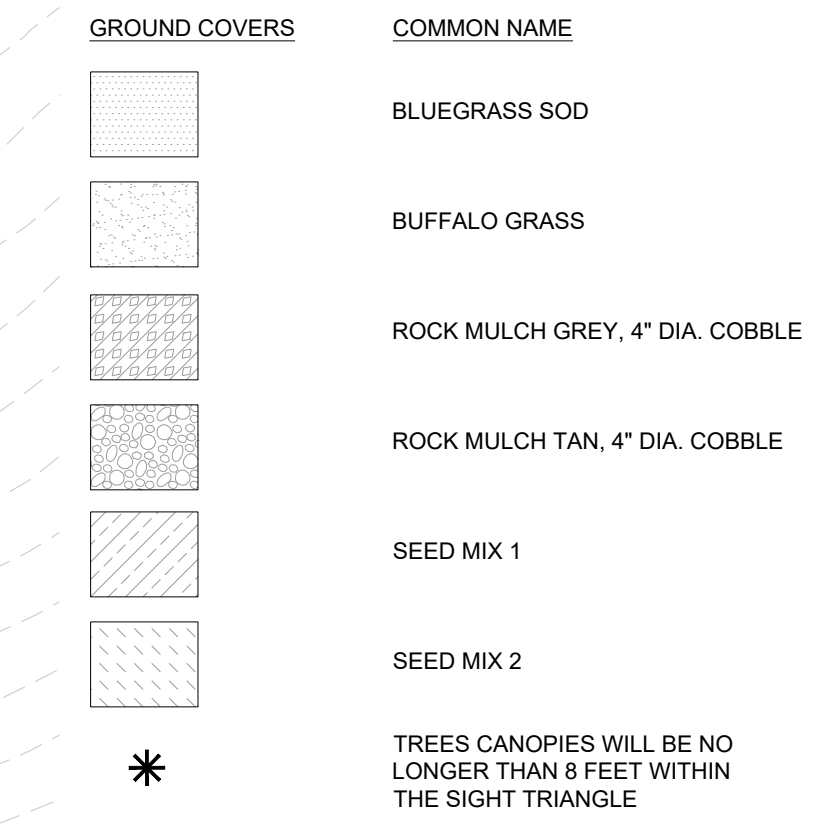 GROUND COVERS COMMON NAME
BLUEGRASS SOD
BUFFALO GRASS
ROCK MULCH GREY, 4" DIA. COBBLE
ROCK MULCH TAN, 4" DIA. COBBLE
SEED MIX 1
SEED MIX 2
TREES CANOPIES WILL BE NO
LONGER THAN 8 FEET WITHIN
THE SIGHT TRIANGLE